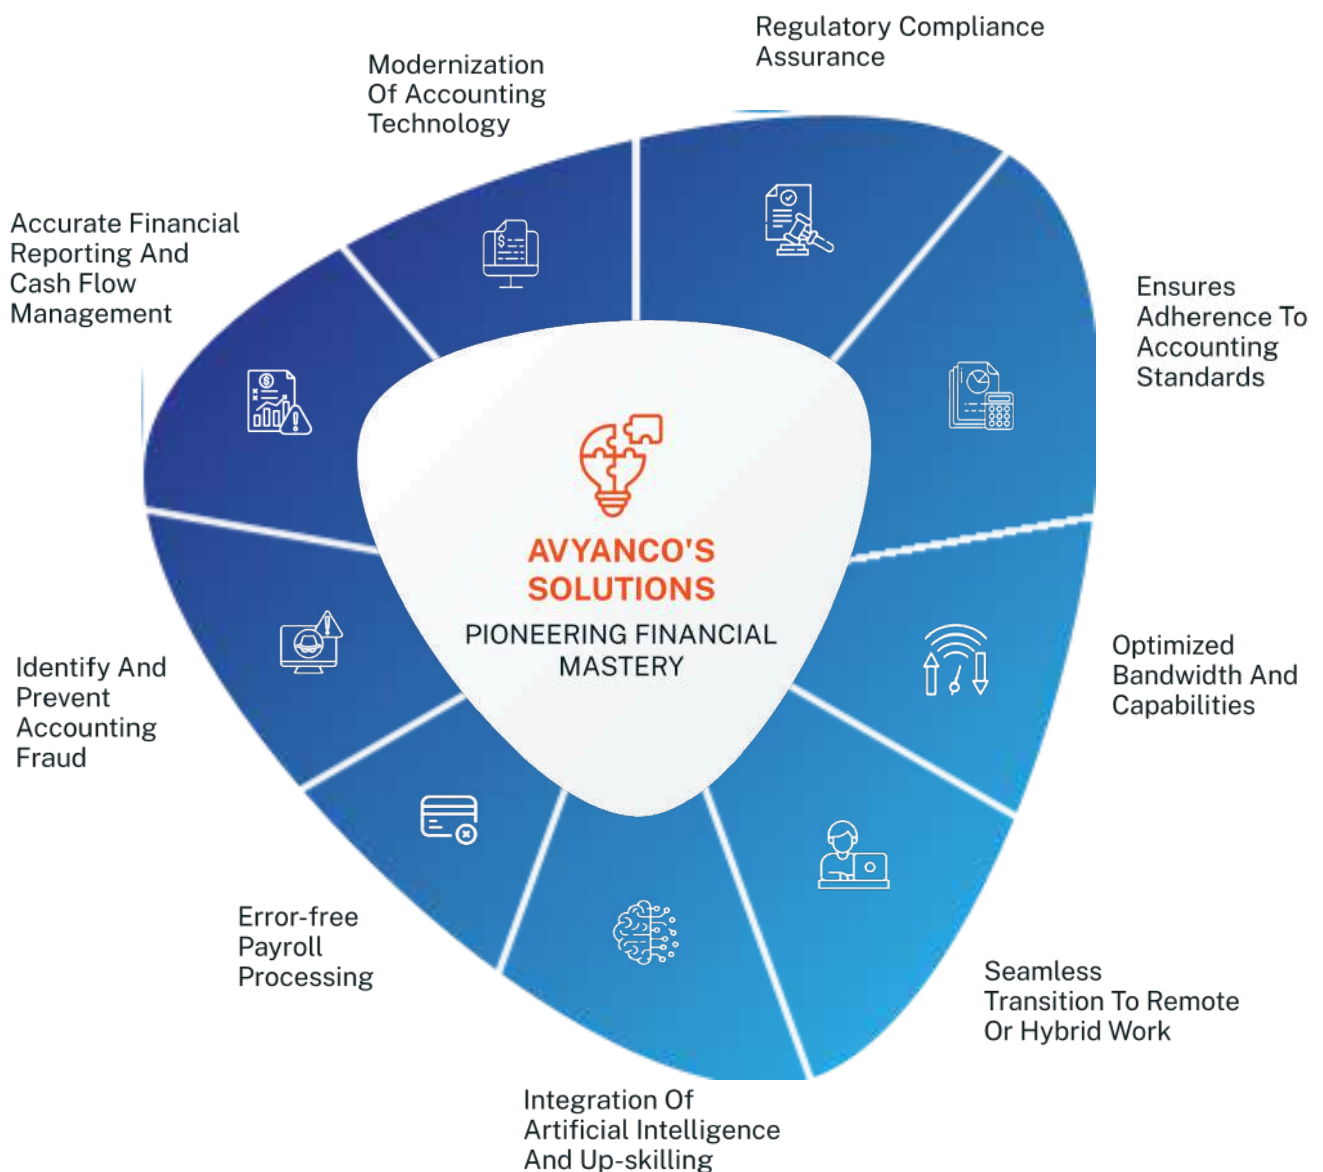 Regulatory Compliance
Assurance
Modernization
Of Accounting
Technology
Accurate Financial
Reporting And
Cash Flow
Management
Ensures
Adherence To
Accounting
Standards
AVYANCO'S
SOLUTIONS
PIONEERING FINANCIAL
MASTERY
Optimized
Bandwidth And
Capabilities
Identify And
Prevent
Accounting
Fraud
Error-free
Payroll
Processing
Seamless
Transition To Remote
Or Hybrid Work
Integration Of
Artificial Intelligence
And Up-skilling